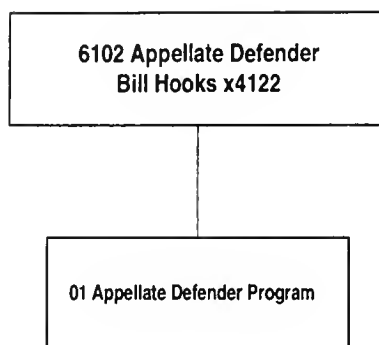 6102 Appellate Defender
Bill Hooks x4122
01 Appellate Defender Program